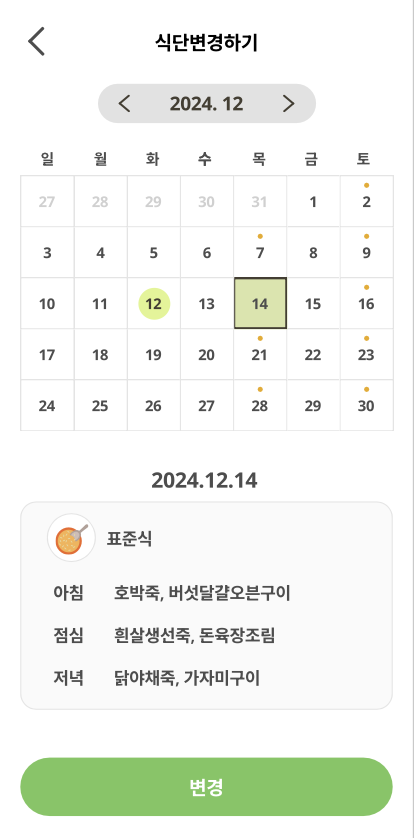 식단변경하기
2024. 12
일 월 화 수 목 금 토
27 28 29 30 31 1 2
3 4 5 6 7 8 9
10 11 12 13 14 15 16
17 18 19 20 21 22 23
24 25 26 27 28 29 30
2024.12.14
표준식
아침 호박죽, 버섯달걀오븐구이
점심 흰살생선죽, 돈육장조림
저녁 닭야채죽, 가자미구이
변경